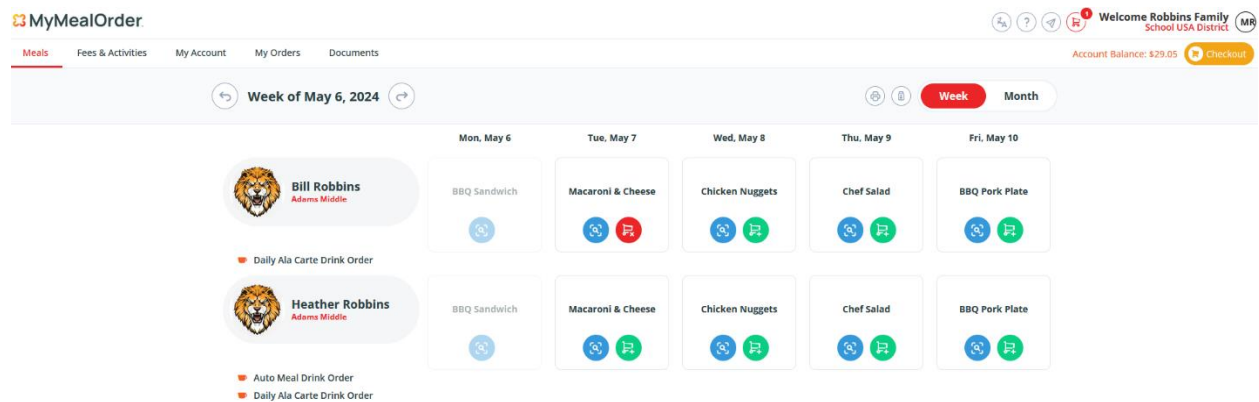 MyMealOrder
1
Welcome Robbins Family
School USA District
MR
Meals
Fees & Activities
My Account
My Orders
Documents
Account Balance: $29.05
Checkout
Week of May 6, 2024
Week
Month
Mon, May 6
Tue, May 7
Wed, May 8
Thu, May 9
Fri, May 10
Bill Robbins
Adams Middle
BBQ Sandwich
Macaroni & Cheese
Chicken Nuggets
Chef Salad
BBQ Pork Plate
Daily Ala Carte Drink Order
Heather Robbins
Adams Middle
BBQ Sandwich
Macaroni & Cheese
Chicken Nuggets
Chef Salad
BBQ Pork Plate
Auto Meal Drink Order
Daily Ala Carte Drink Order